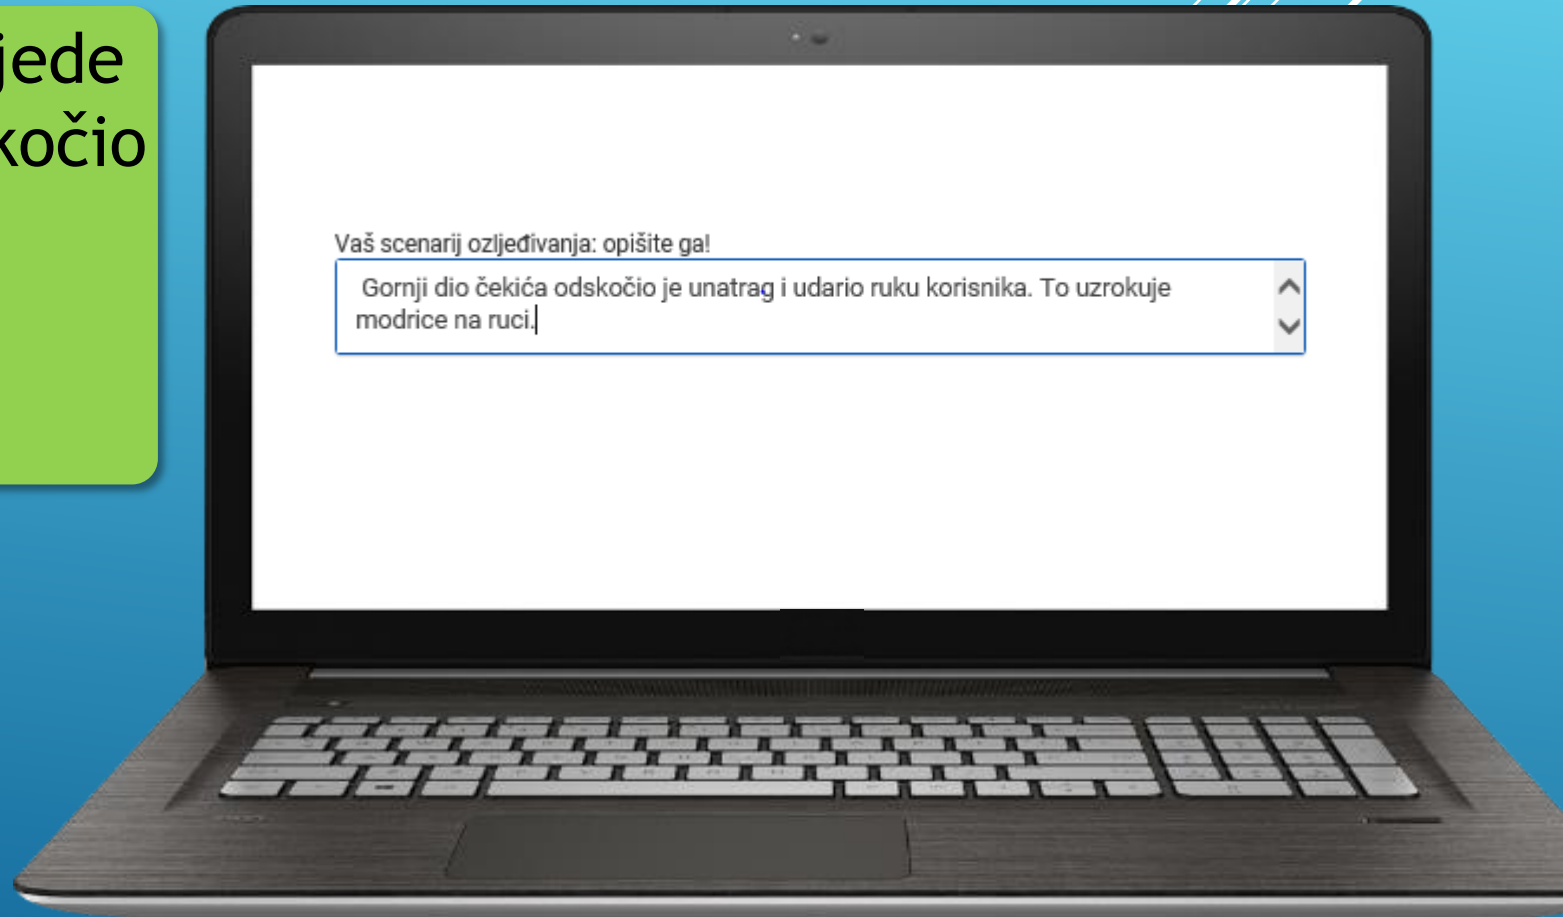 jede
kočio
Vaš scenarij ozljeđivanja: opišite ga!
Gornji dio čekića odskočio je unatrag i udario ruku korisnika. To uzrokuje
modrice na ruci.